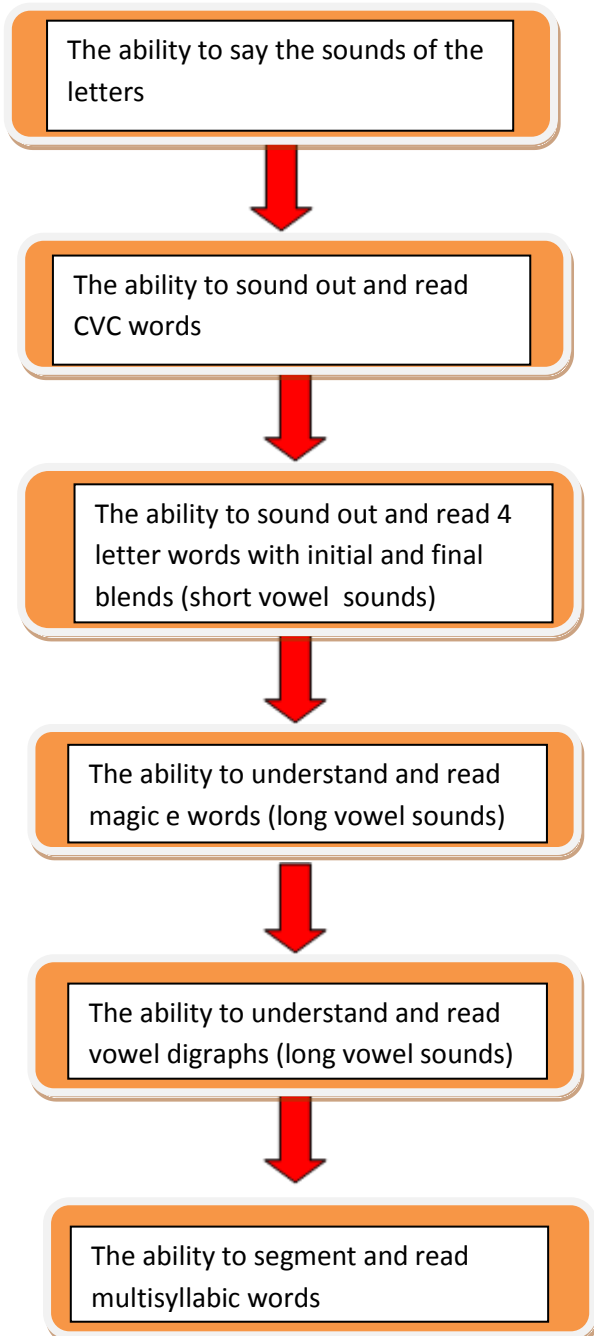 The ability to say the sounds of the
letters
The ability to sound out and read
CVC words
The ability to sound out and read 4
letter words with initial and final
blends (short vowel  sounds)
The ability to understand and read
magic e words (long vowel sounds)
The ability to understand and read
vowel digraphs (long vowel sounds)
The ability to segment and read
multisyllabic words